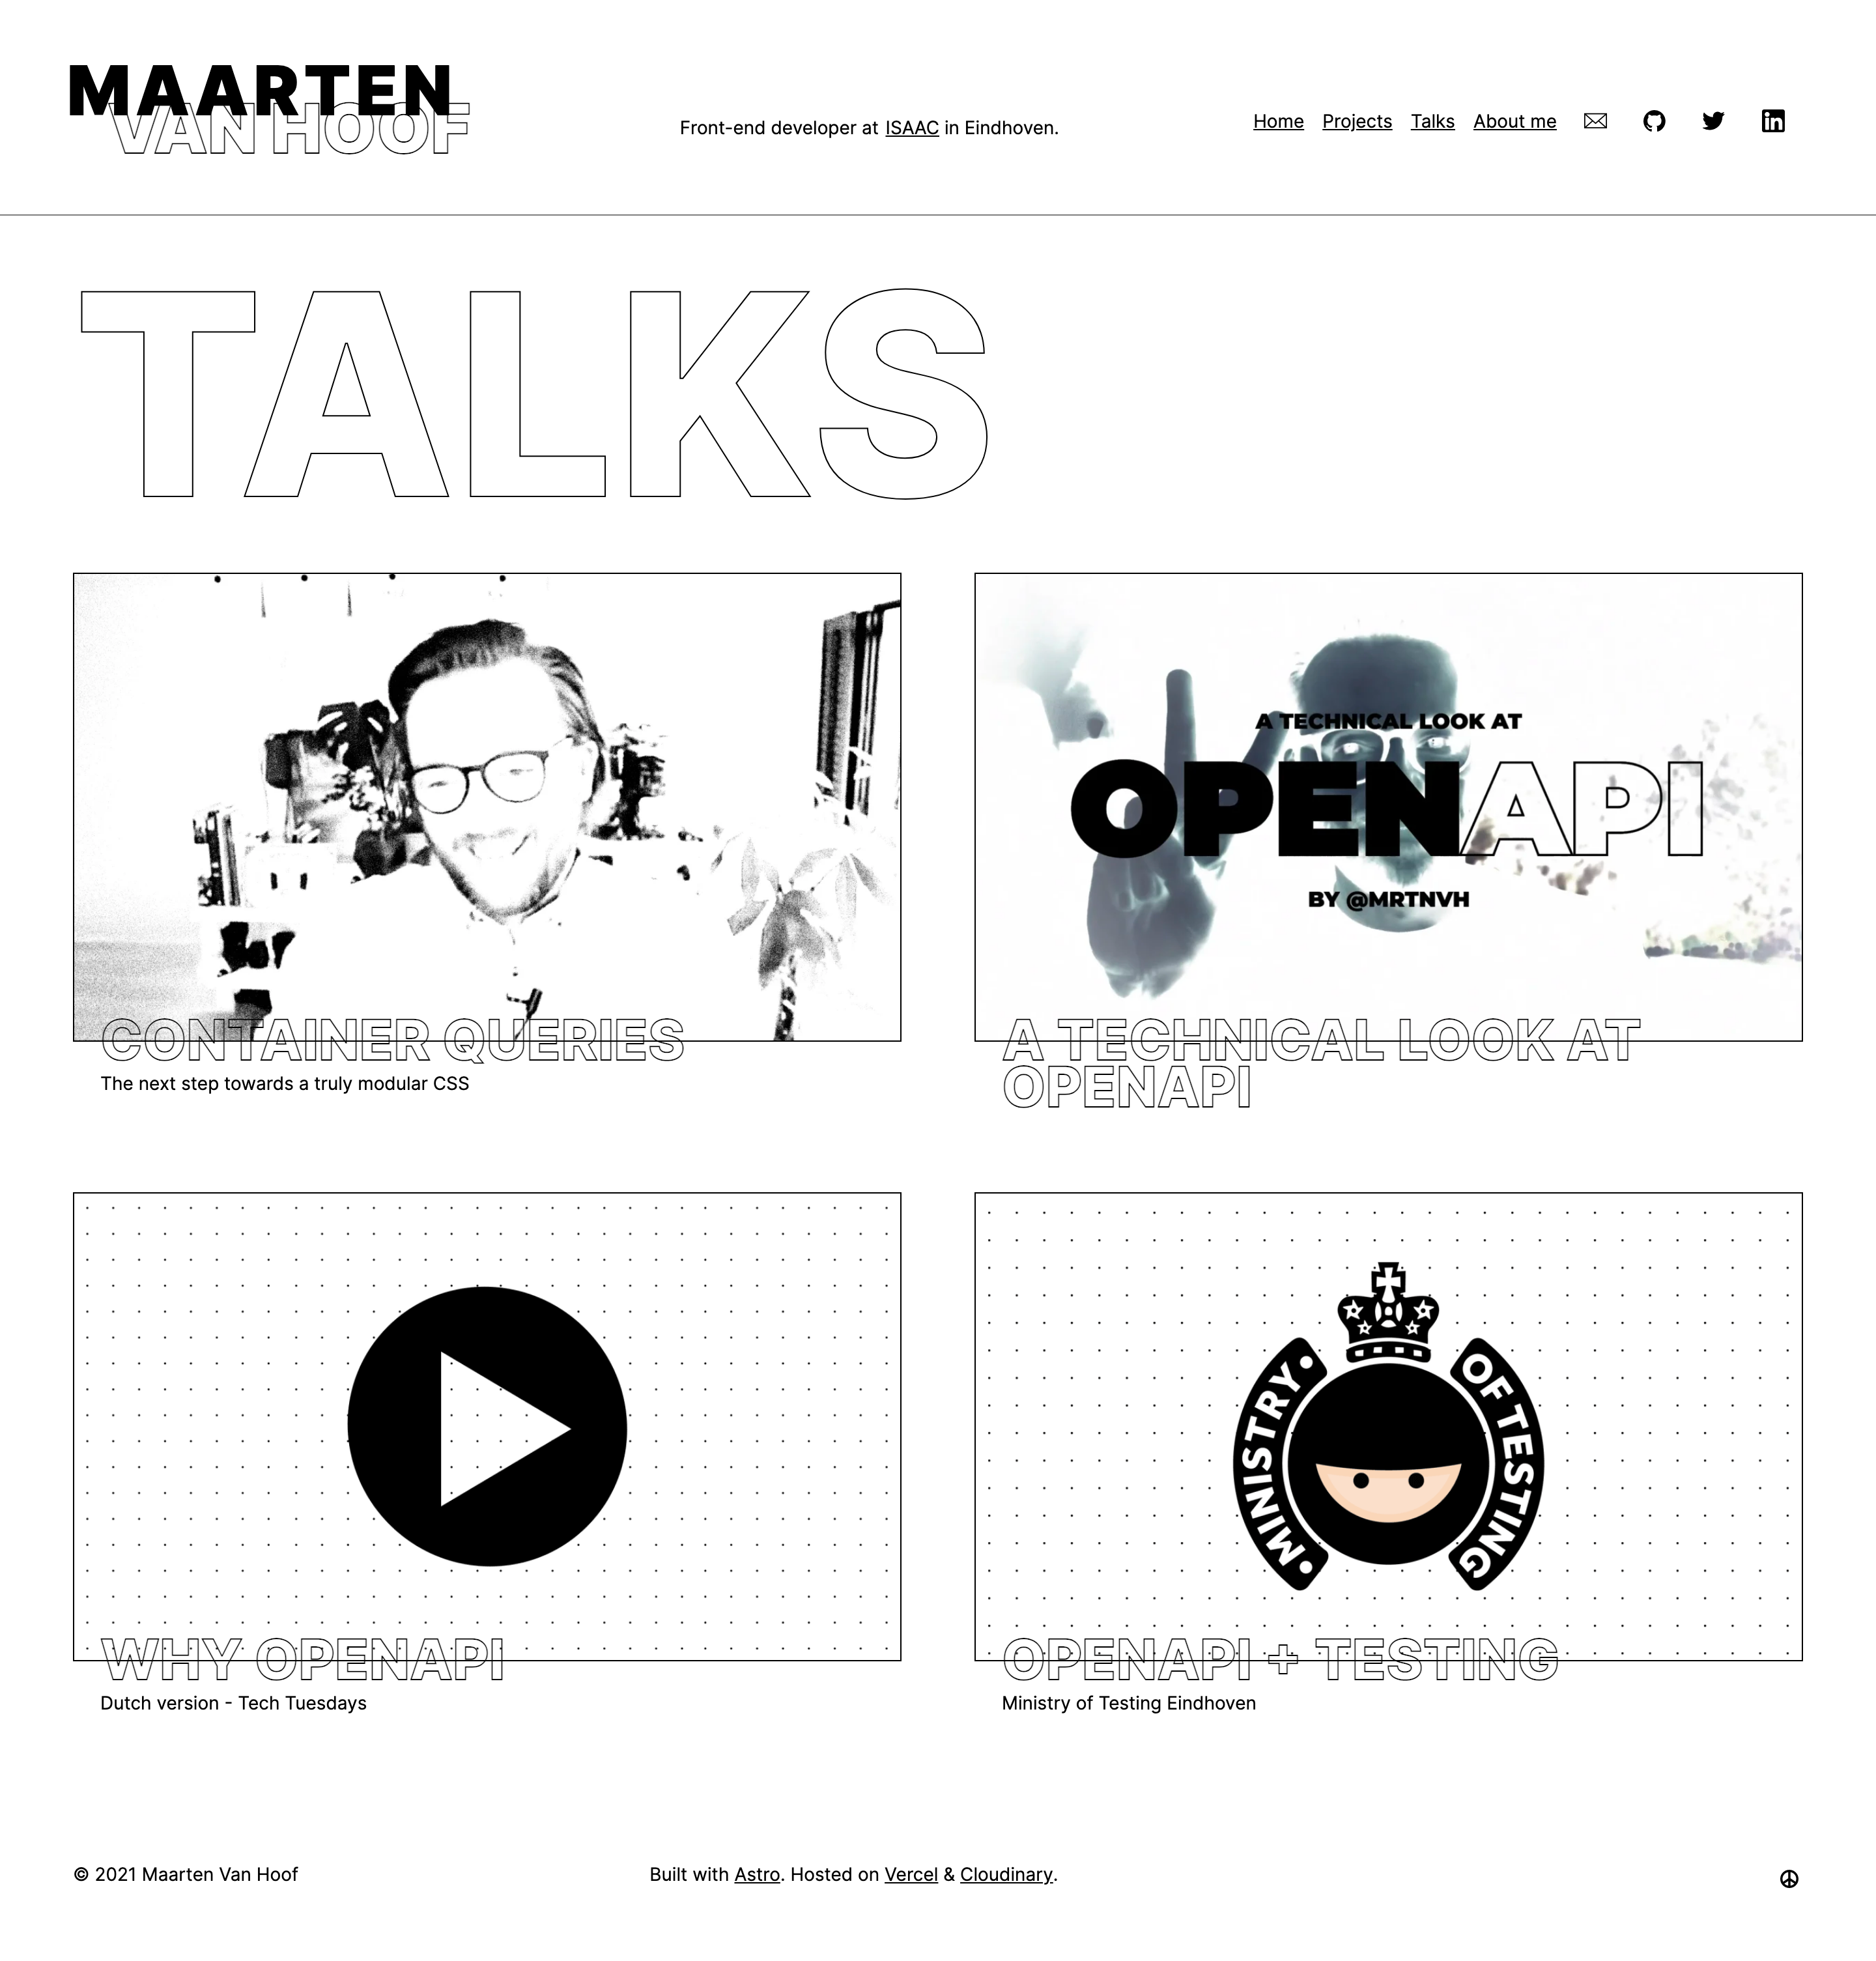 MAARTEN
VAN HOOF
Front-end developer at ISAAC in Eindhoven.
Home Projects Talks About me
TALKS
A TECHNICAL LOOK AT
OPENAPI
BY @MRTNVH
CONTAINER QUERIES
The next step towards a truly modular CSS
A TECHNICAL LOOK AT
OPENAPI
MINISTRY
OF TESTING
WHY OPENAPI
Dutch version - Tech Tuesdays
OPENAPI + TESTING
Ministry of Testing Eindhoven
© 2021 Maarten Van Hoof
Built with Astro. Hosted on Vercel & Cloudinary.